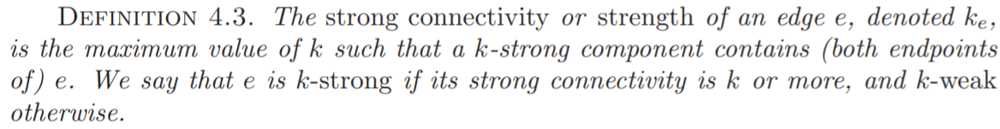 DEFINITION 4.3. The strong connectivity or strength of an edge e, denoted kₑ,
is the maximum value of k such that a k-strong component contains (both endpoints
of) e. We say that e is k-strong if its strong connectivity is k or more, and k-weak
otherwise.